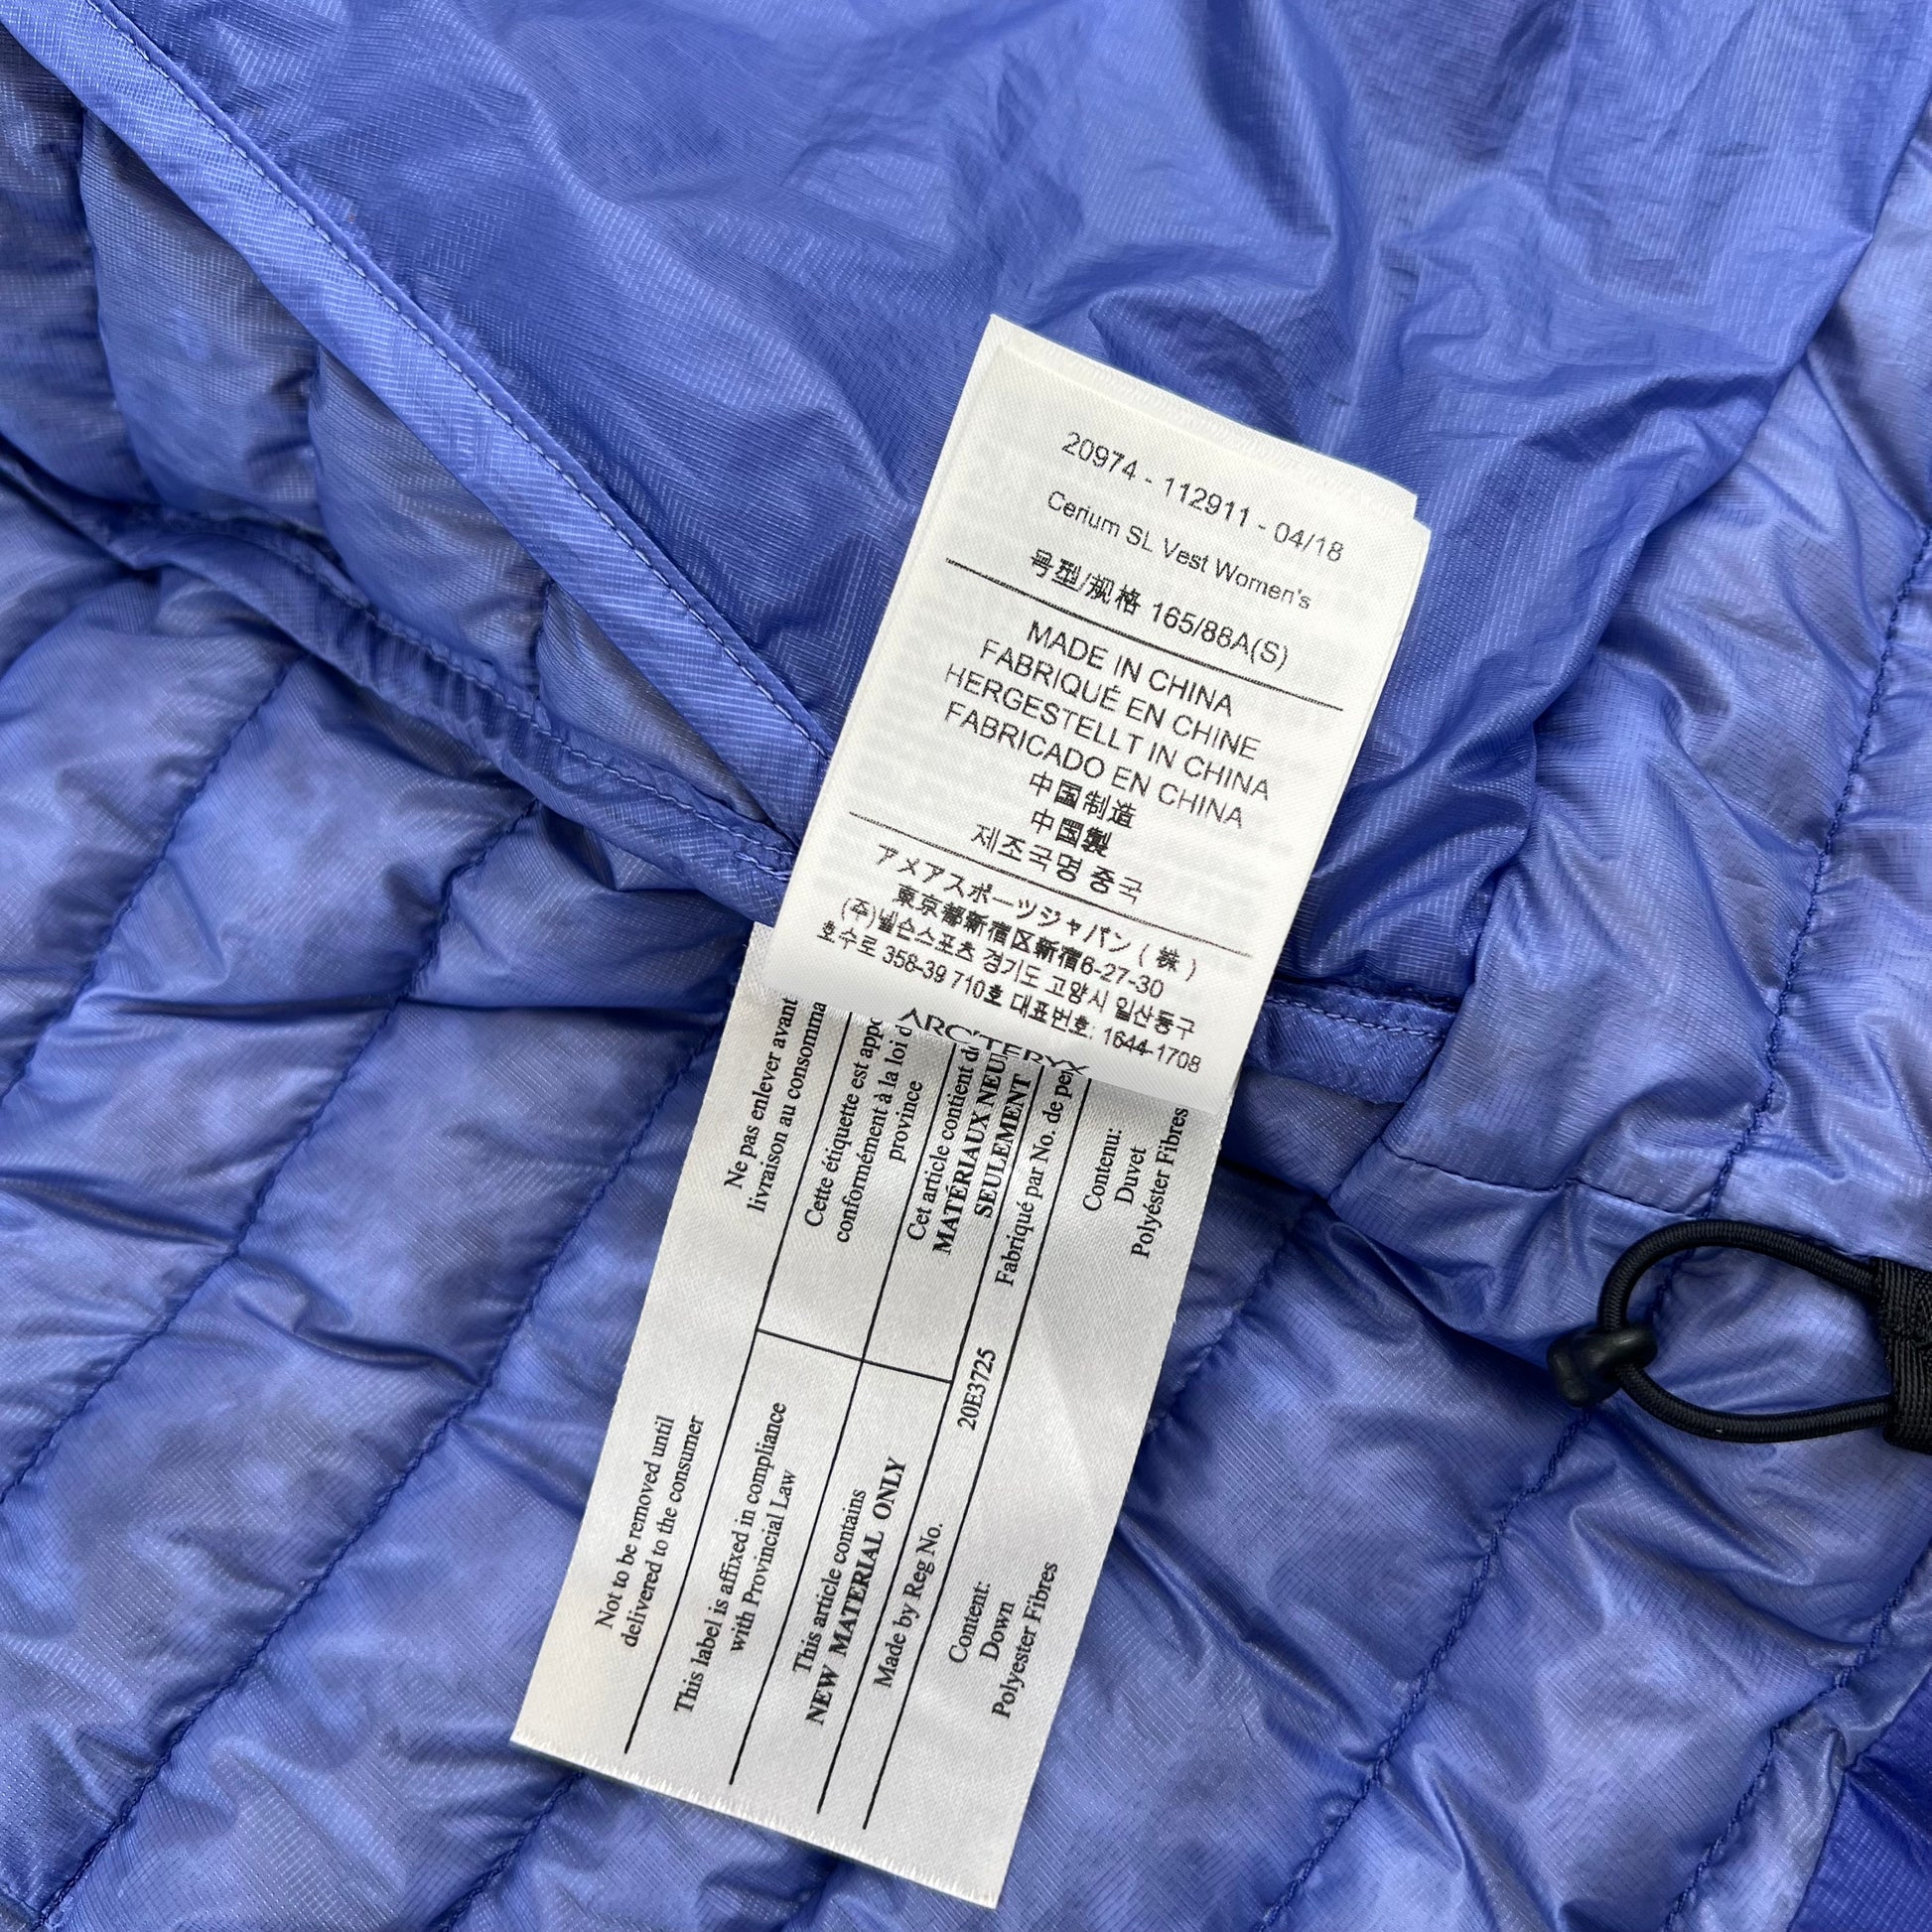 20974 - 112911 - 04/18
Cerium SL Vest Women's
号型/规格 165/88A(S)
MADE IN CHINA
FABRIQUÉ EN CHINE
HERGESTELLT IN CHINA
FABRICADO EN CHINA
中国制造
中国製
제조국명 중국
アメアスポーツジャパン ( 株 )
東京都新宿区新宿6-27-30
(주)넬슨스포츠 경기도 고양시 일산동구
호수로 358-39 710호 대표번호: 1644-1708
ARC'TERYX
Ne pas enlever avant
livraison au consomma
Cette étiquette est appo
conformément à la loi d
province
Cet article contient de
MATÉRIAUX NEU
SEULEMENT
Fabriqué par No. de per
Contenu:
Duvet
Polyéster Fibres
20E3725
Not to be removed until
delivered to the consumer
This label is affixed in compliance
with Provincial Law
This article contains
NEW MATERIAL ONLY
Made by Reg No.
Content:
Down
Polyester Fibres